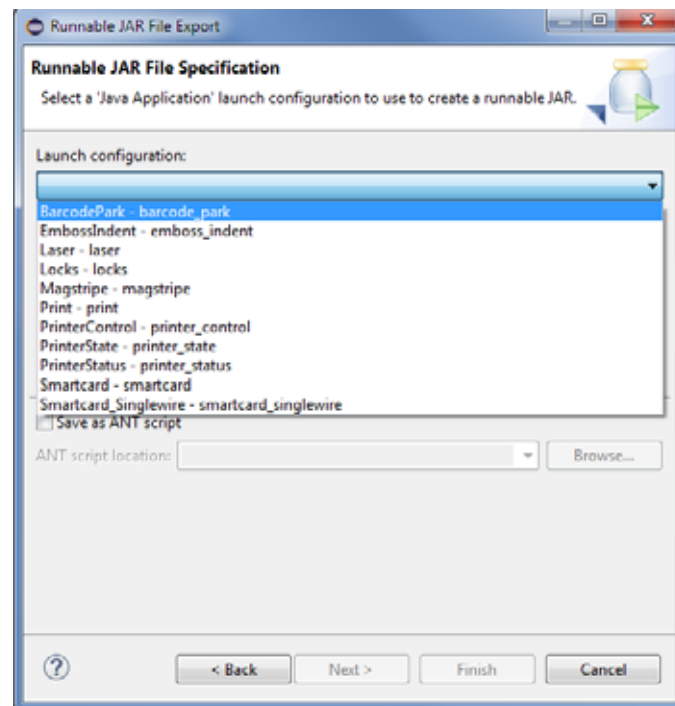 Runnable JAR File Export
Runnable JAR File Specification
Select a 'Java Application' launch configuration to use to create a runnable JAR.
Launch configuration:
BarcodePark - barcode_park
EmbossIndent - emboss_indent
Laser - laser
Locks - locks
Magstripe - magstripe
Print - print
PrinterControl - printer_control
PrinterState - printer_state
PrinterStatus - printer_status
Smartcard - smartcard
Smartcard_Singlewire - smartcard_singlewire
Save as ANT script
ANT script location: Browse...
? < Back Next > Finish Cancel